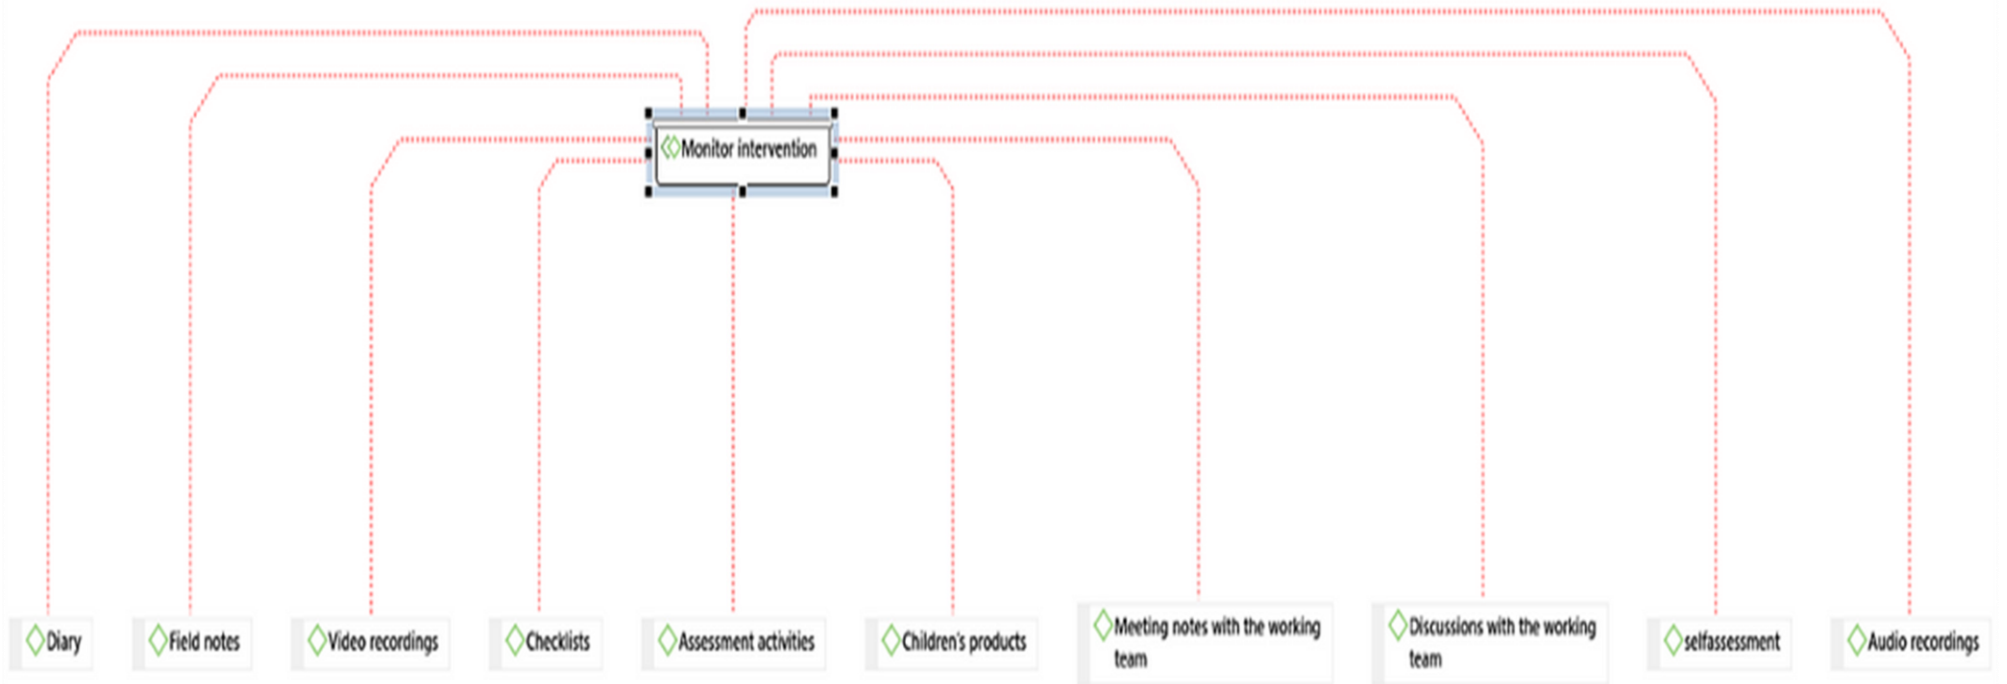 Monitor intervention
Diary
Field notes
Video recordings
Checklists
Assessment activities
Children's products
Meeting notes with the working
team
Discussions with the working
team
selfassessment
Audio recordings